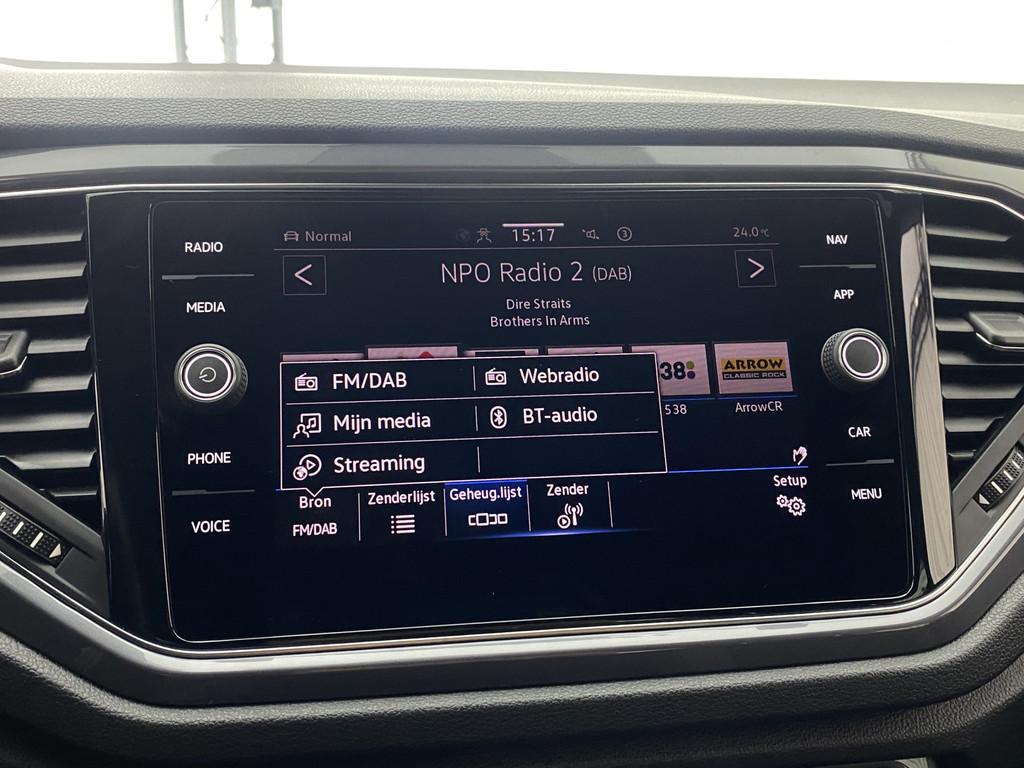 RADIO
MEDIA
PHONE
VOICE
Normal
15:17
3
24.0°C
NPO Radio 2 (DAB)
Dire Straits
Brothers In Arms
38
538
ARROW
CLASSIC ROCK
ArrowCR
FM/DAB
Webradio
Mijn media
BT-audio
Streaming
Bron
FM/DAB
Zenderlijst
Geheug.lijst
Zender
Setup
NAV
APP
CAR
MENU